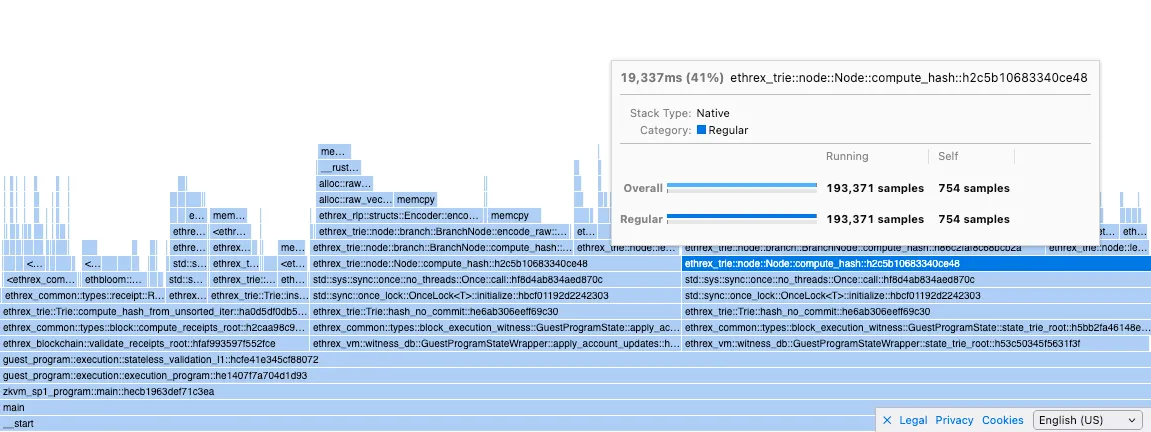 19,337ms (41%) ethrex_trie::node::Node::compute_hash::h2c5b10683340ce48
Stack Type: Native
Category: Regular
Running Self
Overall 193,371 samples 754 samples
Regular 193,371 samples 754 samples
me...
__rust...
alloc::raw...
alloc::raw_vec... memcpy
e... mem... ethrex_rlp::structs::Encoder::enco... memcpy
ethre... <ethr... ethrex_trie::node::branch::BranchNode::encode_raw::... et...
ethre... ethrex... me... ethrex_trie::node::branch::BranchNode::compute_hash::... ethrex_trie::node::le... ethrex_trie::node::branch::BranchNode::compute_hash:: ethrex_trie::node::le...
<... <... std::s... ethrex_t... <et... ethrex_trie::node::Node::compute_hash::h2c5b10683340ce48 ethrex_trie::node::Node::compute_hash::h2c5b10683340ce48
<ethrex_com... ethbloom::... std::s... ethrex_t... eth... std::sys::sync::once::no_threads::Once::call::hf8d4ab834aed870c std::sys::sync::once::no_threads::Once::call::hf8d4ab834aed870c
ethrex_common::types::receipt::R... ethrex... ethrex_trie::Trie::ins... std::sync::once_lock::OnceLock<T>::initialize::hbcf01192d2242303 std::sync::once_lock::OnceLock<T>::initialize::hbcf01192d2242303
ethrex_trie::Trie::compute_hash_from_unsorted_iter::ha0d5df0db5... ethrex_trie::Trie::hash_no_commit::he6ab306eeff69c30 ethrex_trie::Trie::hash_no_commit::he6ab306eeff69c30
ethrex_common::types::block::compute_receipts_root::h2caa98c9... ethrex_common::types::block_execution_witness::GuestProgramState::apply_ac... ethrex_common::types::block_execution_witness::GuestProgramState::state_trie_root::h5bb2fa46148e...
ethrex_blockchain::validate_receipts_root::hfaf993597f552fce ethrex_vm::witness_db::GuestProgramStateWrapper::apply_account_updates::h... ethrex_vm::witness_db::GuestProgramStateWrapper::state_trie_root::h53c50345f5631f3f
guest_program::execution::stateless_validation_l1::hcfe41e345cf88072
guest_program::execution::execution_program::he1407f7a704d1d93
zkvm_sp1_program::main::hecb1963def71c3ea
main
__start
✕ Legal Privacy Cookies English (US)